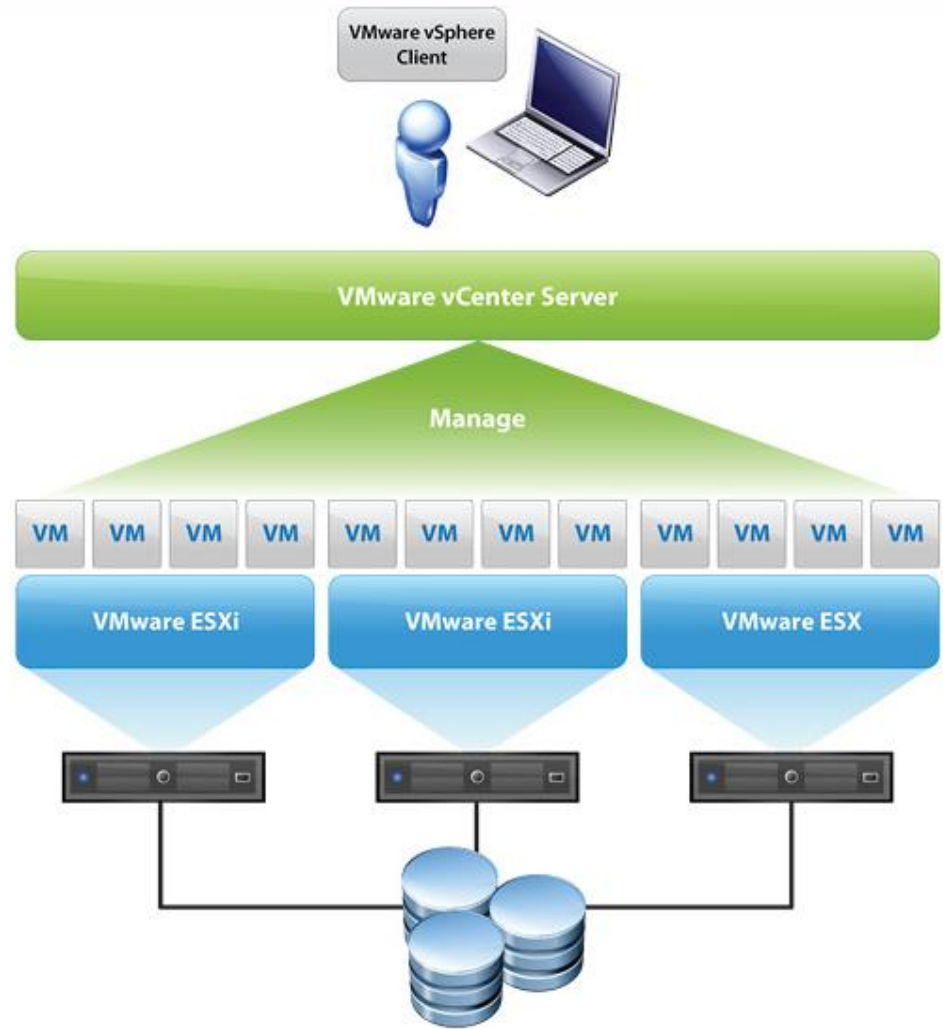 VMware vSphere
Client
VMware vCenter Server
Manage
VM VM VM VM VM VM VM VM VM VM VM VM
VMware ESXi VMware ESXi VMware ESX